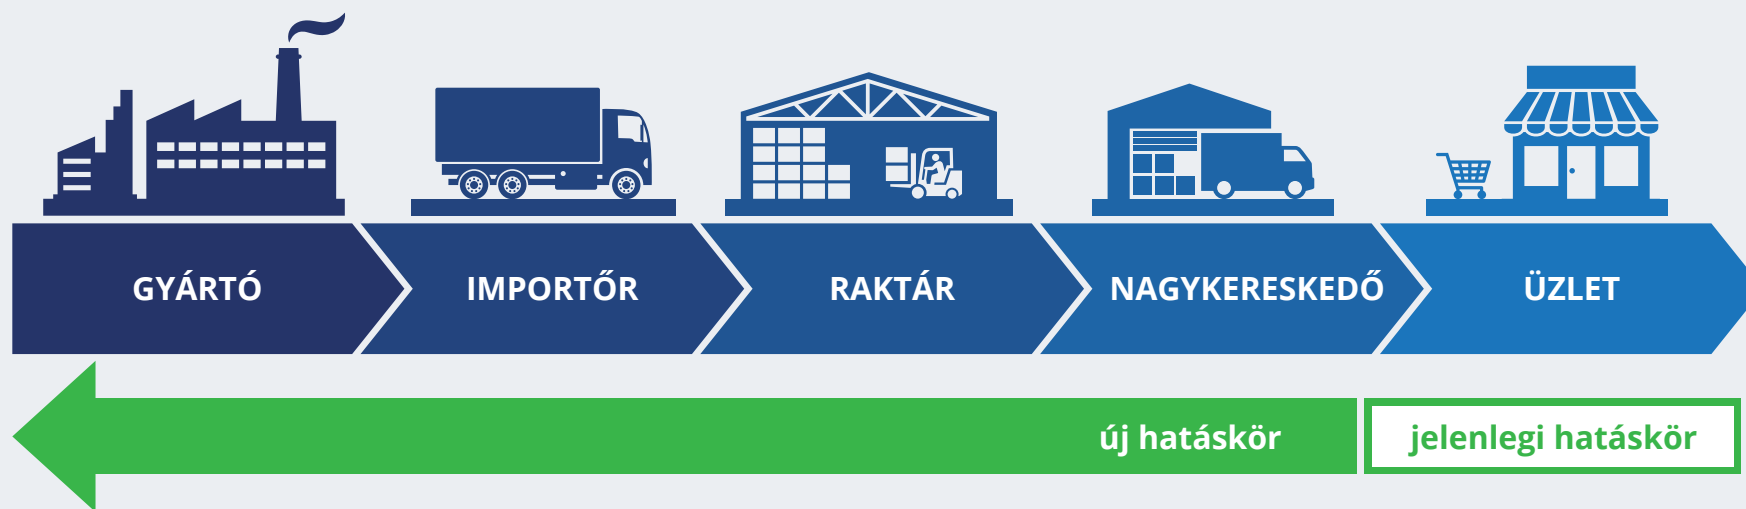 GYÁRTÓ
IMPORTŐR
RAKTÁR
NAGYKERESKEDŐ
ÜZLET
új hatáskör
jelenlegi hatáskör